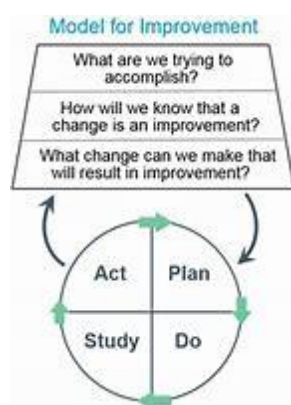 Model for Improvement
What are we trying to
accomplish?
How will we know that a
change is an improvement?
What change can we make that
will result in improvement?
Act
Plan
Study
Do